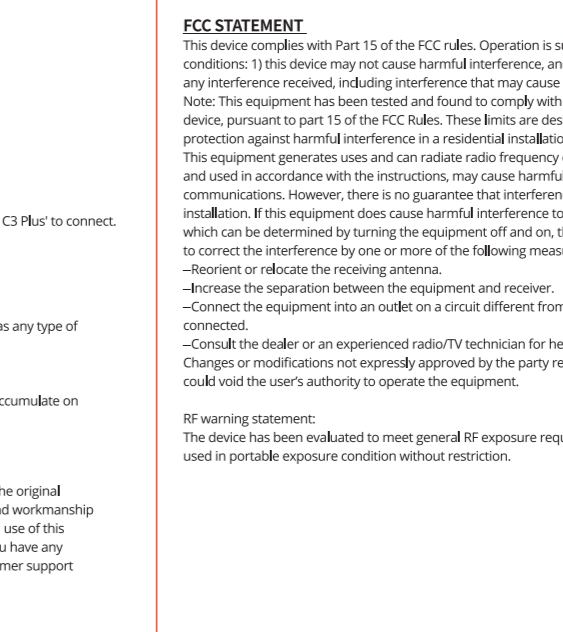 C3 Plus' to connect.
as any type of
ccumulate on
he original
nd workmanship
use of this
u have any
mer support
FCC STATEMENT
This device complies with Part 15 of the FCC rules. Operation is su
conditions: 1) this device may not cause harmful interference, an
any interference received, including interference that may cause
Note: This equipment has been tested and found to comply with
device, pursuant to part 15 of the FCC Rules. These limits are des
protection against harmful interference in a residential installatio
This equipment generates uses and can radiate radio frequency
and used in accordance with the instructions, may cause harmful
communications. However, there is no guarantee that interferenc
installation. If this equipment does cause harmful interference to
which can be determined by turning the equipment off and on, t
to correct the interference by one or more of the following measu
—Reorient or relocate the receiving antenna.
—Increase the separation between the equipment and receiver.
—Connect the equipment into an outlet on a circuit different from
connected.
—Consult the dealer or an experienced radio/TV technician for he
Changes or modifications not expressly approved by the party re
could void the user's authority to operate the equipment.
RF warning statement:
The device has been evaluated to meet general RF exposure requ
used in portable exposure condition without restriction.